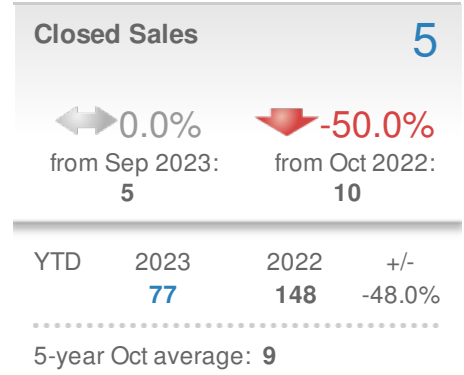 Closed Sales 5
0.0% -50.0%
from Sep 2023: from Oct 2022:
5 10
YTD 2023 2022 +/-
77 148 -48.0%
5-year Oct average: 9